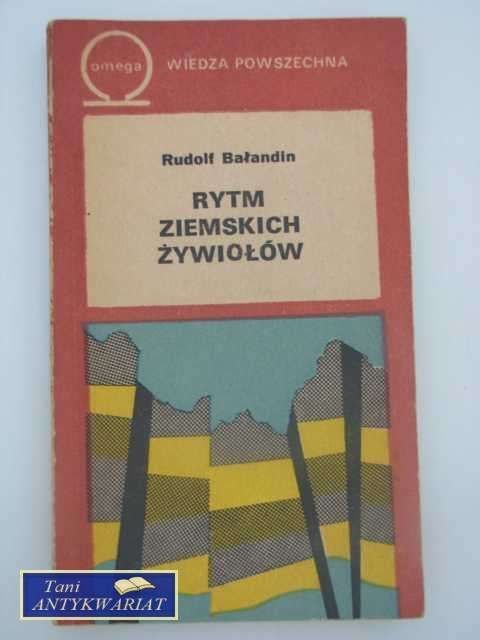 omega
WIEDZA POWSZECHNA
Rudolf Bałandin
RYTM
ZIEMSKICH
ŻYWIOŁÓW
Tani
ANTYKWARIAT